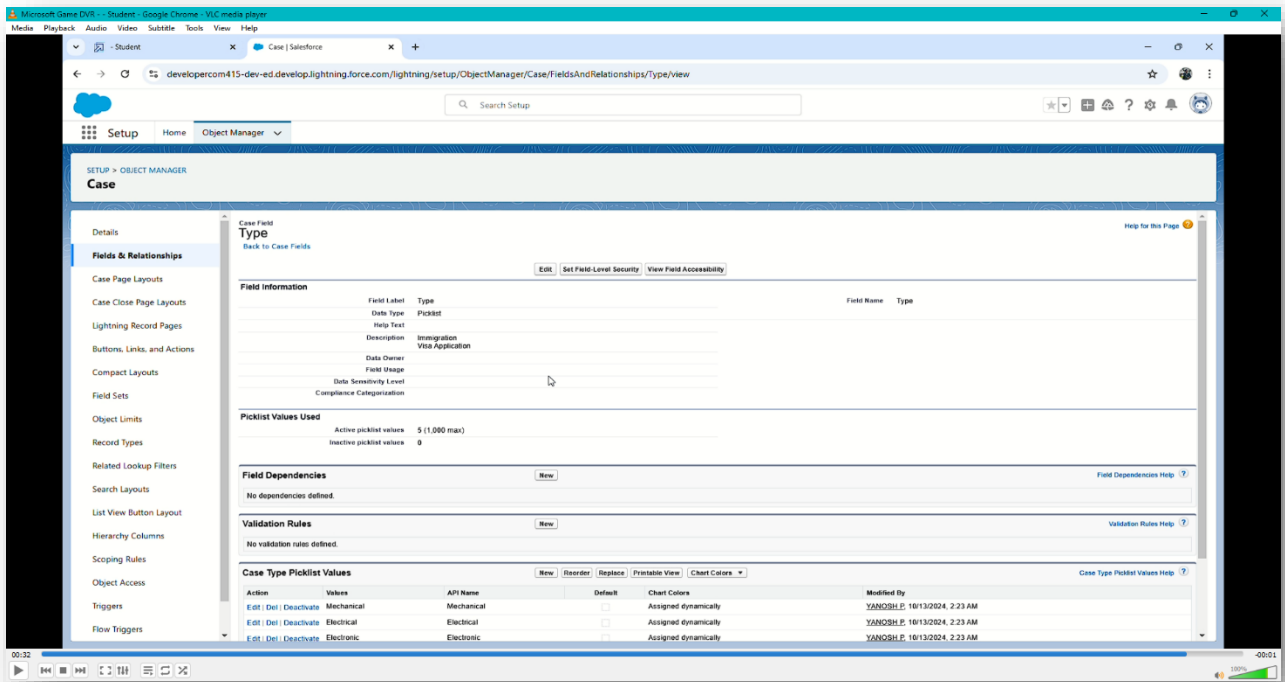 Microsoft Game DVR - - Student - Google Chrome - VLC media player
Media Playback Audio Video Subtitle Tools View Help
- Student
Case | Salesforce
developercom415-dev-ed.develop.lightning.force.com/lightning/setup/ObjectManager/Case/FieldsAndRelationships/Type/view
Search Setup
Setup Home Object Manager
SETUP > OBJECT MANAGER
Case
Details
Fields & Relationships
Case Page Layouts
Case Close Page Layouts
Lightning Record Pages
Buttons, Links, and Actions
Compact Layouts
Field Sets
Object Limits
Record Types
Related Lookup Filters
Search Layouts
List View Button Layout
Hierarchy Columns
Scoping Rules
Object Access
Triggers
Flow Triggers
Case Field
Type
Back to Case Fields
Help for this Page
Edit Set Field-Level Security View Field Accessibility
Field Information
Field Label Type Field Name Type
Data Type Picklist
Help Text
Description Immigration
Visa Application
Data Owner
Field Usage
Data Sensitivity Level
Compliance Categorization
Picklist Values Used
Active picklist values 5 (1,000 max)
Inactive picklist values 0
Field Dependencies New Field Dependencies Help ?
No dependencies defined.
Validation Rules New Validation Rules Help ?
No validation rules defined.
Case Type Picklist Values New Reorder Replace Printable View Chart Colors Case Type Picklist Values Help ?
Action Values API Name Default Chart Colors Modified By
Edit | Del | Deactivate Mechanical Mechanical Assigned dynamically YANOSH P, 10/13/2024, 2:23 AM
Edit | Del | Deactivate Electrical Electrical Assigned dynamically YANOSH P, 10/13/2024, 2:23 AM
Edit | Del | Deactivate Electronic Electronic Assigned dynamically YANOSH P, 10/13/2024, 2:23 AM
00:32 -00:01
100%